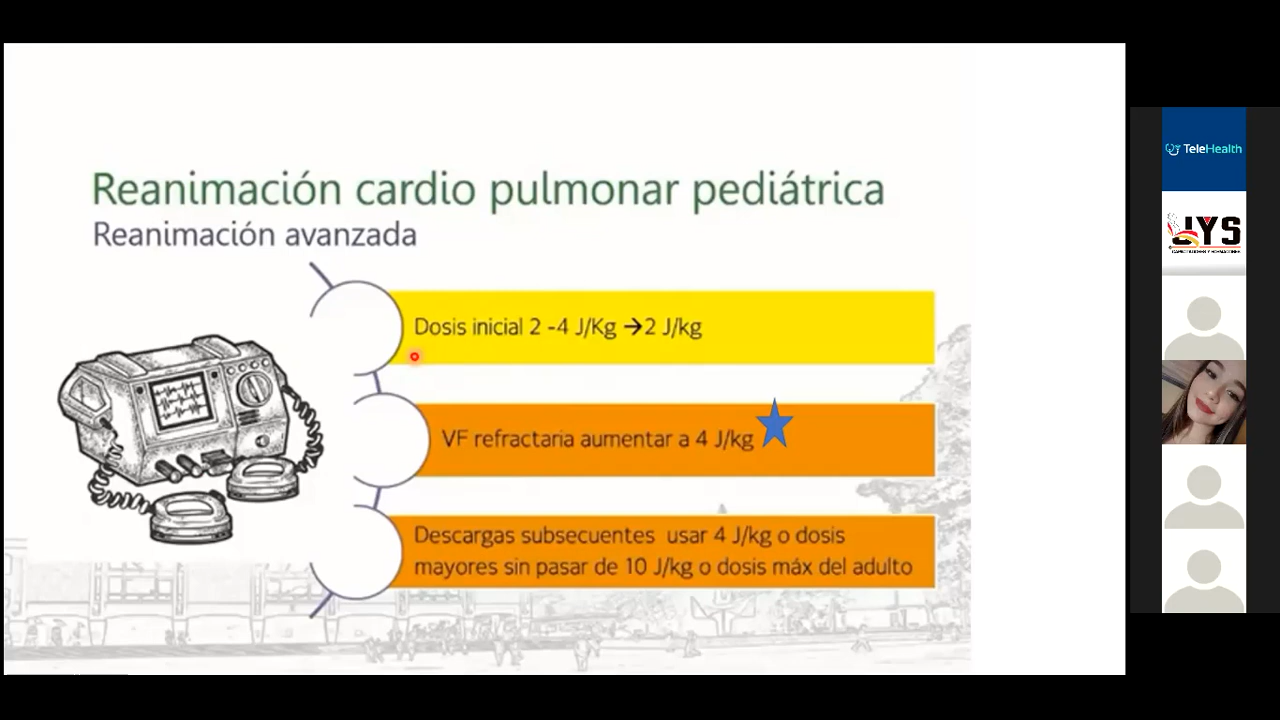 Reanimación cardio pulmonar pediátrica
Reanimación avanzada
Dosis inicial 2 -4 J/Kg →2 J/kg
VF refractaria aumentar a 4 J/kg
Descargas subsecuentes usar 4 J/kg o dosis
mayores sin pasar de 10 J/kg o dosis máx del adulto
TeleHealth
JYS